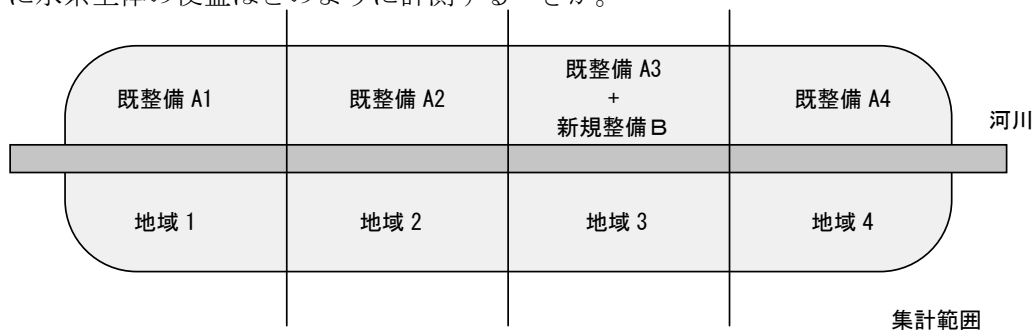 既整備 A1
既整備 A2
既整備 A3
+
新規整備B
既整備 A4
河川
地域 1
地域 2
地域 3
地域 4
集計範囲